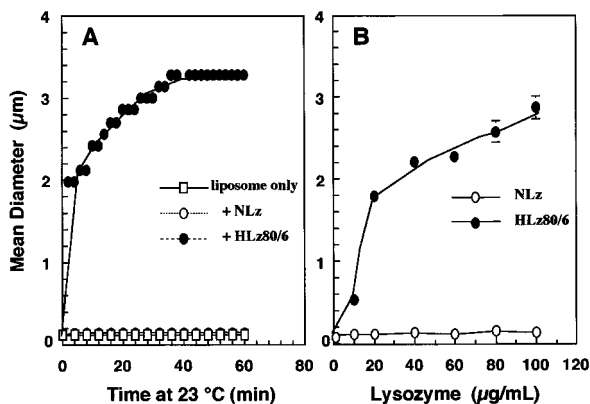 A
B
Mean Diameter (μm)
4
3
2
1
0
liposome only
+ NLz
+ HLz80/6
0 20 40 60 80
Time at 23 °C (min)
4
3
2
1
0
NLz
HLz80/6
0 20 40 60 80 100 120
Lysozyme (μg/mL)